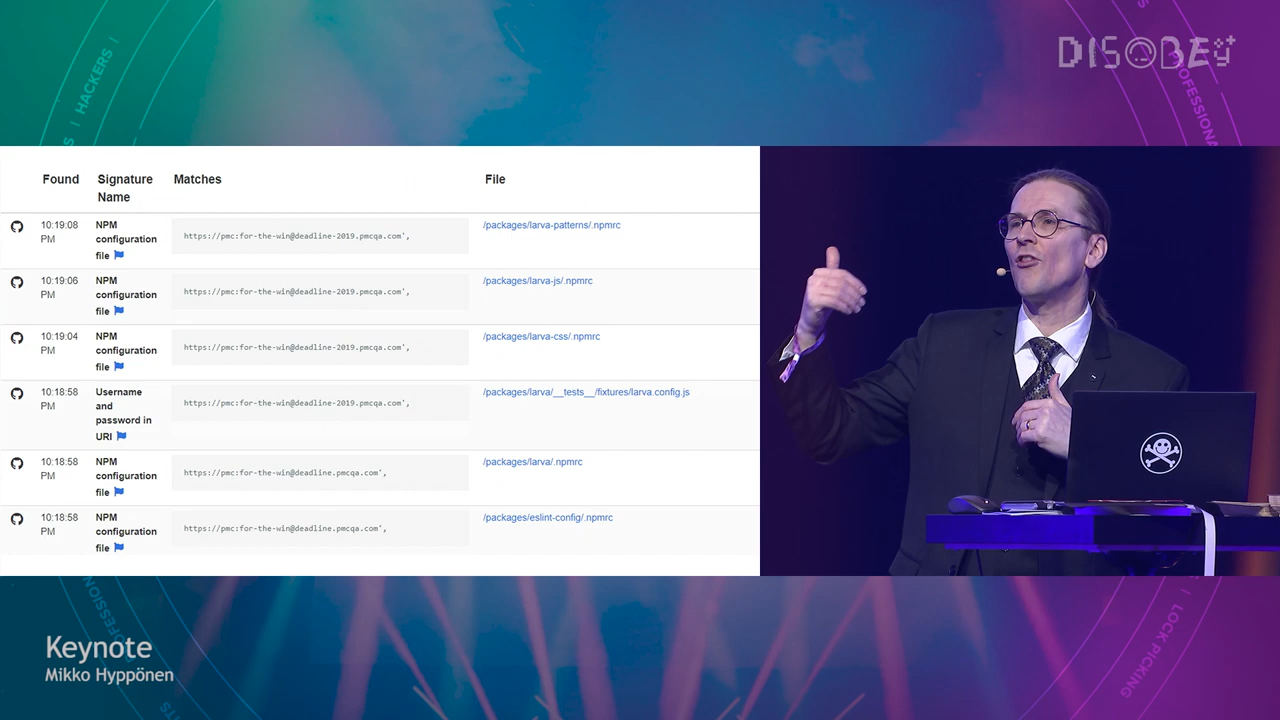 HACKERS |
DISOBEY
PROFESSIONA
Found Signature Name Matches File
10:19:08 PM NPM configuration file https://pmc:for-the-win@deadline-2019.pmcqa.com', /packages/larva-patterns/.npmrc
10:19:06 PM NPM configuration file https://pmc:for-the-win@deadline-2019.pmcqa.com', /packages/larva-js/.npmrc
10:19:04 PM NPM configuration file https://pmc:for-the-win@deadline-2019.pmcqa.com', /packages/larva-css/.npmrc
10:18:58 PM Username and password in URI https://pmc:for-the-win@deadline-2019.pmcqa.com', /packages/larva/__tests__/fixtures/larva.config.js
10:18:58 PM NPM configuration file https://pmc:for-the-win@deadline.pmcqa.com', /packages/larva/.npmrc
10:18:58 PM NPM configuration file https://pmc:for-the-win@deadline.pmcqa.com', /packages/eslint-config/.npmrc
Keynote
Mikko Hyppönen
| LOCK PICKING